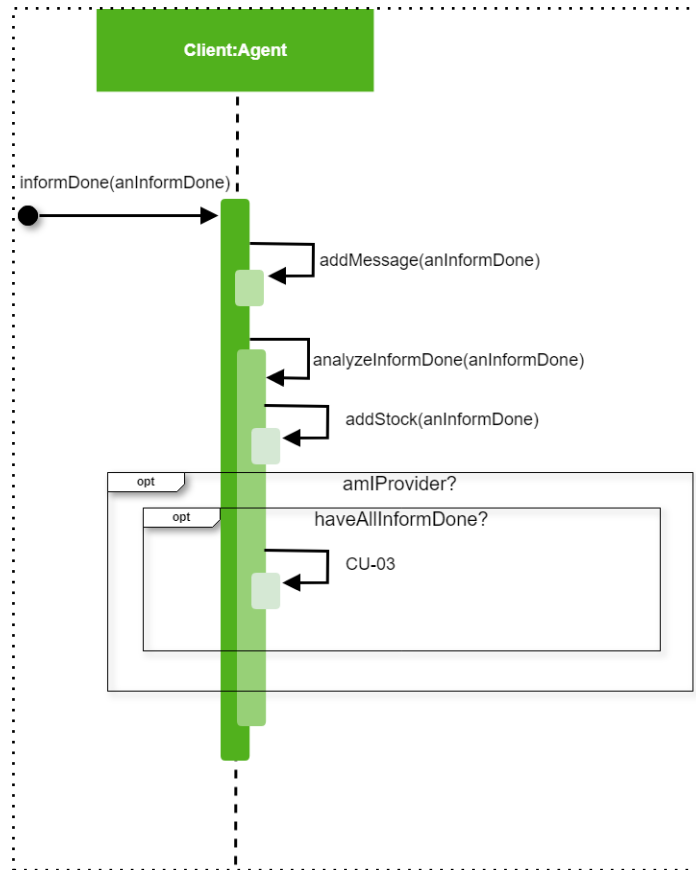 Client:Agent
informDone(anInformDone)
addMessage(anInformDone)
analyzeInformDone(anInformDone)
addStock(anInformDone)
opt
amIProvider?
opt
haveAllInformDone?
CU-03